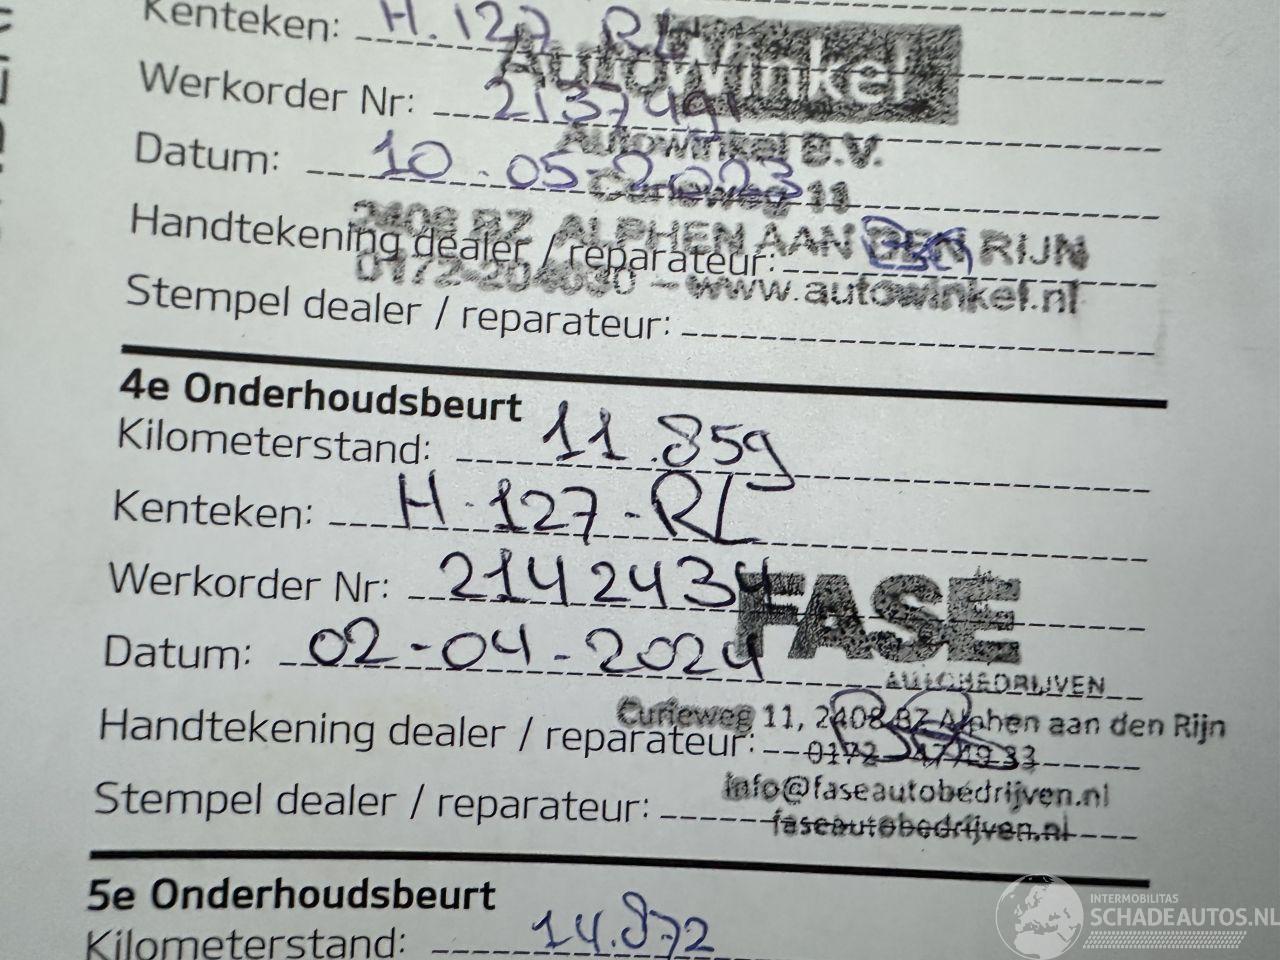 Kenteken: H.127 RL
AutoWinkel
Werkorder Nr: 2137491
Autowinkel B.V.
Datum: 10-05-2023
Curieweg 11
2408 BZ ALPHEN AAN DEN RIJN
Handtekening dealer / reparateur:
0172-204030 - www.autowinkel.nl
Stempel dealer / reparateur:
4e Onderhoudsbeurt
Kilometerstand: 11.859
Kenteken: H-127-RL
Werkorder Nr: 2142434
FASE
Datum: 02-04-2024
AUTOBEDRIJVEN
Curieweg 11, 2408 BZ Alphen aan den Rijn
Handtekening dealer / reparateur:
0172
info@faseautobedrijven.nl
Stempel dealer / reparateur:
faseautobedrijven.nl
5e Onderhoudsbeurt
Kilometerstand: 14.872
INTERMOBILITAS
SCHADEAUTOS.NL